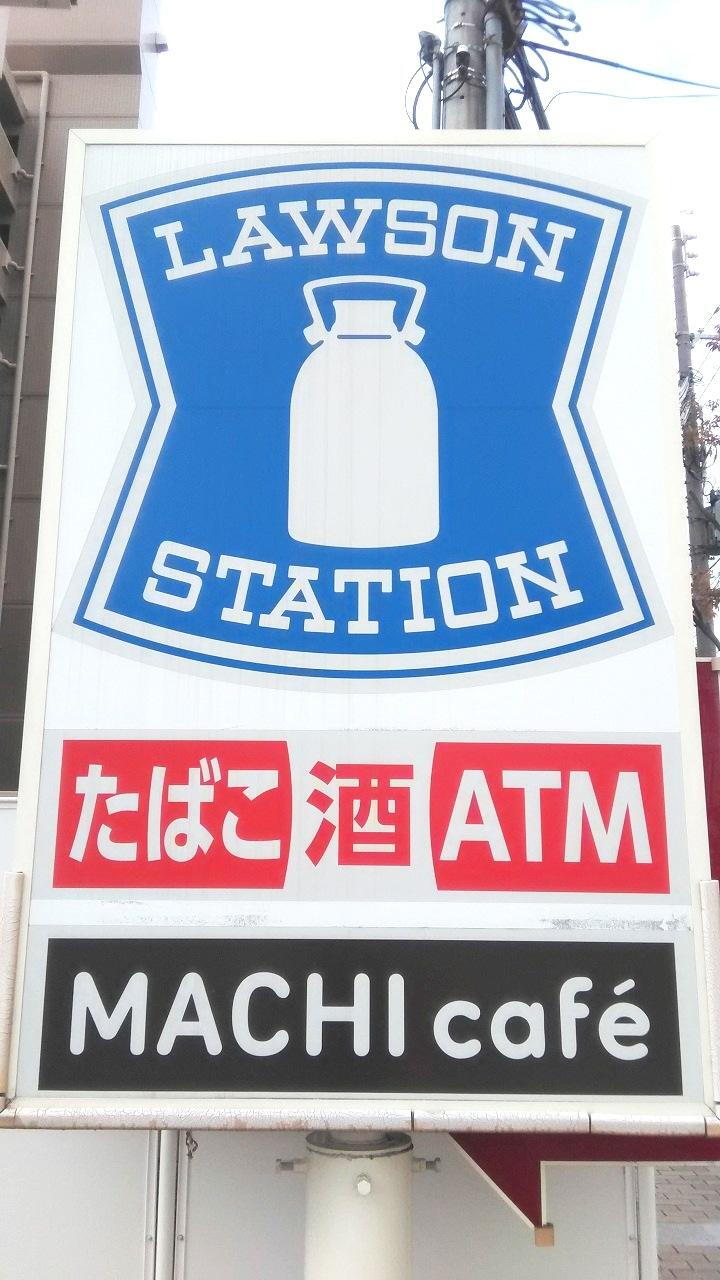 LAWSON
STATION
たばこ 酒 ATM
MACHI café